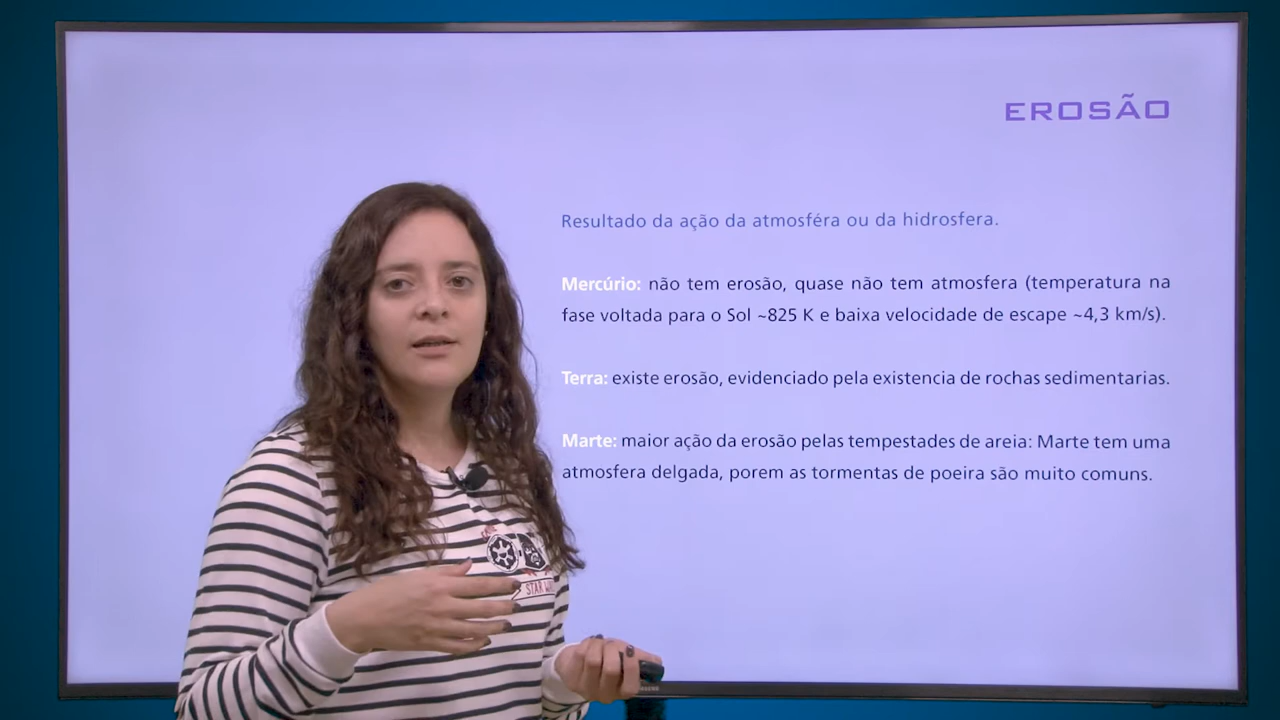 EROSÃO
Resultado da ação da atmosféra ou da hidrosfera.
Mercúrio: não tem erosão, quase não tem atmosfera (temperatura na
fase voltada para o Sol ~825 K e baixa velocidade de escape ~4,3 km/s).
Terra: existe erosão, evidenciado pela existencia de rochas sedimentarias.
Marte: maior ação da erosão pelas tempestades de areia: Marte tem uma
atmosfera delgada, porem as tormentas de poeira são muito comuns.
STAR